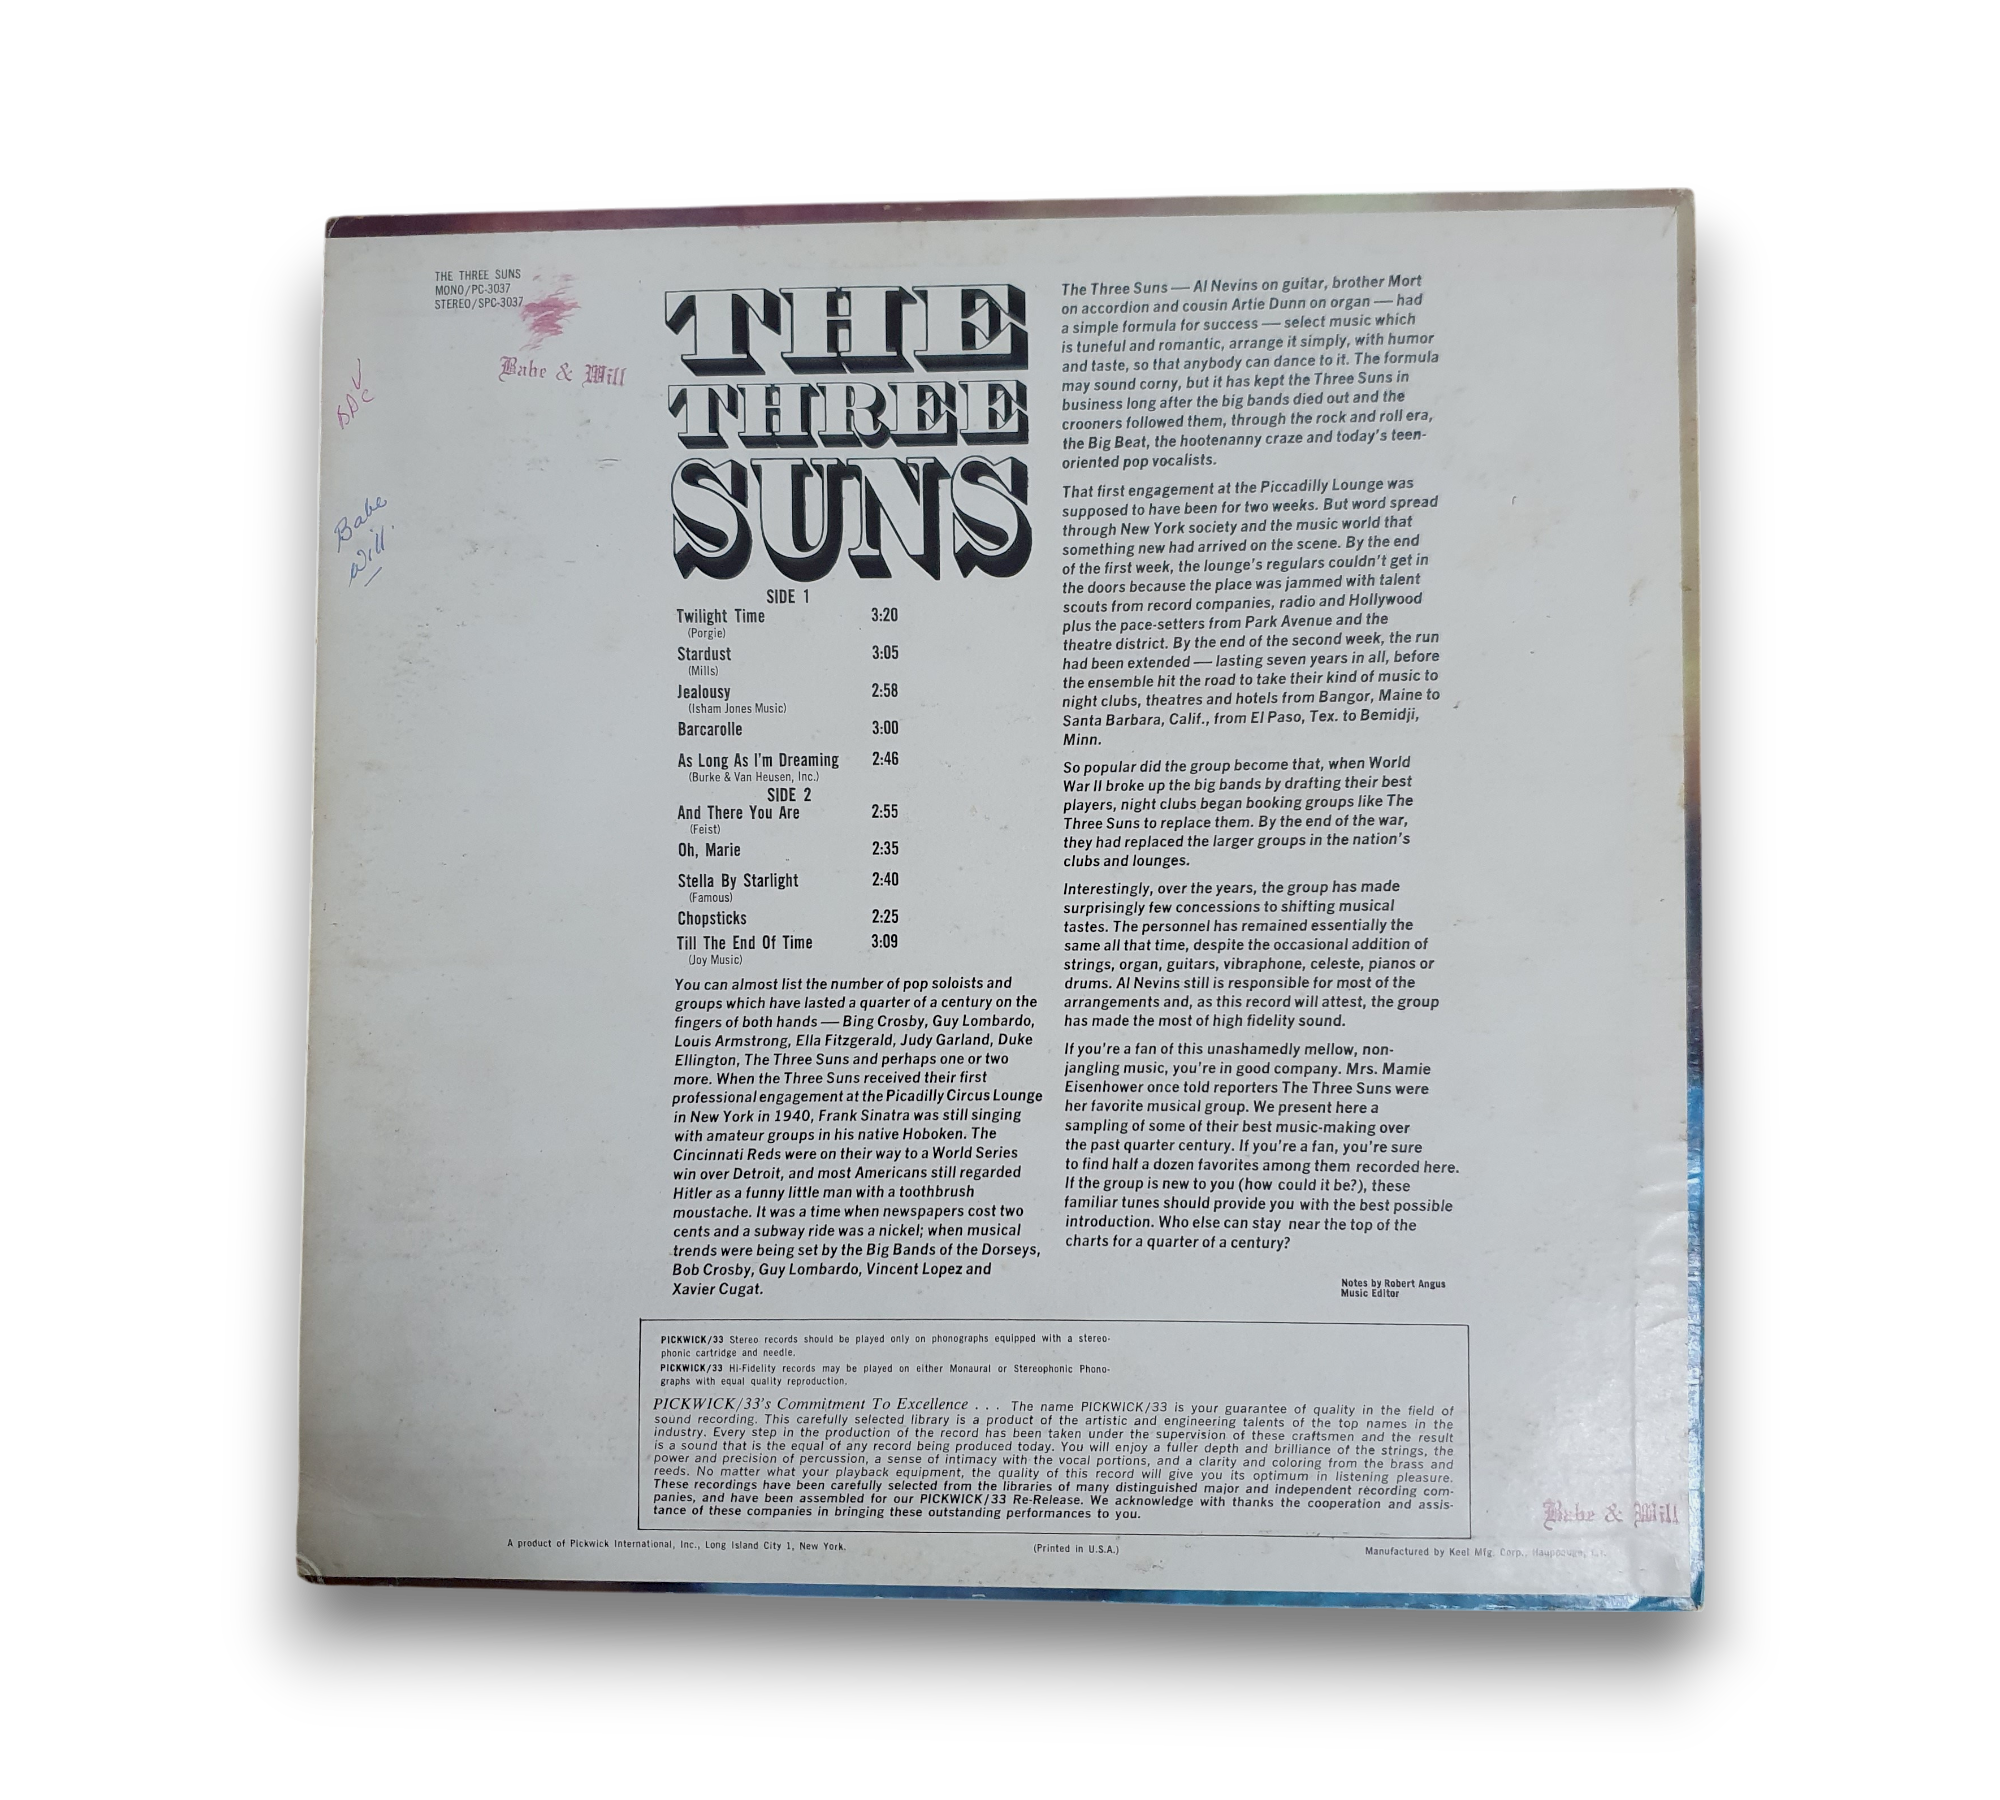 THE THREE SUNS
MONO/PC-3037
STEREO/SPC-3037
Babe & Will
Babe
Will
THE
THREE
SUNS
SIDE 1
Twilight Time 3:20
(Porgie)
Stardust 3:05
(Mills)
Jealousy 2:58
(Isham Jones Music)
Barcarolle 3:00
As Long As I'm Dreaming 2:46
(Burke & Van Heusen, Inc.)
SIDE 2
And There You Are 2:55
(Feist)
Oh, Marie 2:35
Stella By Starlight 2:40
(Famous)
Chopsticks 2:25
Till The End Of Time 3:09
(Joy Music)
You can almost list the number of pop soloists and
groups which have lasted a quarter of a century on the
fingers of both hands — Bing Crosby, Guy Lombardo,
Louis Armstrong, Ella Fitzgerald, Judy Garland, Duke
Ellington, The Three Suns and perhaps one or two
more. When the Three Suns received their first
professional engagement at the Picadilly Circus Lounge
in New York in 1940, Frank Sinatra was still singing
with amateur groups in his native Hoboken. The
Cincinnati Reds were on their way to a World Series
win over Detroit, and most Americans still regarded
Hitler as a funny little man with a toothbrush
moustache. It was a time when newspapers cost two
cents and a subway ride was a nickel; when musical
trends were being set by the Big Bands of the Dorseys,
Bob Crosby, Guy Lombardo, Vincent Lopez and
Xavier Cugat.
The Three Suns — Al Nevins on guitar, brother Mort
on accordion and cousin Artie Dunn on organ — had
a simple formula for success — select music which
is tuneful and romantic, arrange it simply, with humor
and taste, so that anybody can dance to it. The formula
may sound corny, but it has kept the Three Suns in
business long after the big bands died out and the
crooners followed them, through the rock and roll era,
the Big Beat, the hootenanny craze and today's teen-
oriented pop vocalists.
That first engagement at the Piccadilly Lounge was
supposed to have been for two weeks. But word spread
through New York society and the music world that
something new had arrived on the scene. By the end
of the first week, the lounge's regulars couldn't get in
the doors because the place was jammed with talent
scouts from record companies, radio and Hollywood
plus the pace-setters from Park Avenue and the
theatre district. By the end of the second week, the run
had been extended — lasting seven years in all, before
the ensemble hit the road to take their kind of music to
night clubs, theatres and hotels from Bangor, Maine to
Santa Barbara, Calif., from El Paso, Tex. to Bemidji,
Minn.
So popular did the group become that, when World
War II broke up the big bands by drafting their best
players, night clubs began booking groups like The
Three Suns to replace them. By the end of the war,
they had replaced the larger groups in the nation's
clubs and lounges.
Interestingly, over the years, the group has made
surprisingly few concessions to shifting musical
tastes. The personnel has remained essentially the
same all that time, despite the occasional addition of
strings, organ, guitars, vibraphone, celeste, pianos or
drums. Al Nevins still is responsible for most of the
arrangements and, as this record will attest, the group
has made the most of high fidelity sound.
If you're a fan of this unashamedly mellow, non-
jangling music, you're in good company. Mrs. Mamie
Eisenhower once told reporters The Three Suns were
her favorite musical group. We present here a
sampling of some of their best music-making over
the past quarter century. If you're a fan, you're sure
to find half a dozen favorites among them recorded here.
If the group is new to you (how could it be?), these
familiar tunes should provide you with the best possible
introduction. Who else can stay near the top of the
charts for a quarter of a century?
Notes by Robert Angus
Music Editor
PICKWICK/33 Stereo records should be played only on phonographs equipped with a stereo-
phonic cartridge and needle.
PICKWICK/33 Hi-Fidelity records may be played on either Monaural or Stereophonic Phono-
graphs with equal quality reproduction.
PICKWICK/33's Commitment To Excellence . . . The name PICKWICK/33 is your guarantee of quality in the field of
sound recording. This carefully selected library is a product of the artistic and engineering talents of the top names in the
industry. Every step in the production of the record has been taken under the supervision of these craftsmen and the result
is a sound that is the equal of any record being produced today. You will enjoy a fuller depth and brilliance of the strings, the
power and precision of percussion, a sense of intimacy with the vocal portions, and a clarity and coloring from the brass and
reeds. No matter what your playback equipment, the quality of this record will give you its optimum in listening pleasure.
These recordings have been carefully selected from the libraries of many distinguished major and independent recording com-
panies, and have been assembled for our PICKWICK/33 Re-Release. We acknowledge with thanks the cooperation and assis-
tance of these companies in bringing these outstanding performances to you.
Babe & Will
A product of Pickwick International, Inc., Long Island City 1, New York.
(Printed in U.S.A.)
Manufactured by Keel Mfg. Corp., Hauppauge,